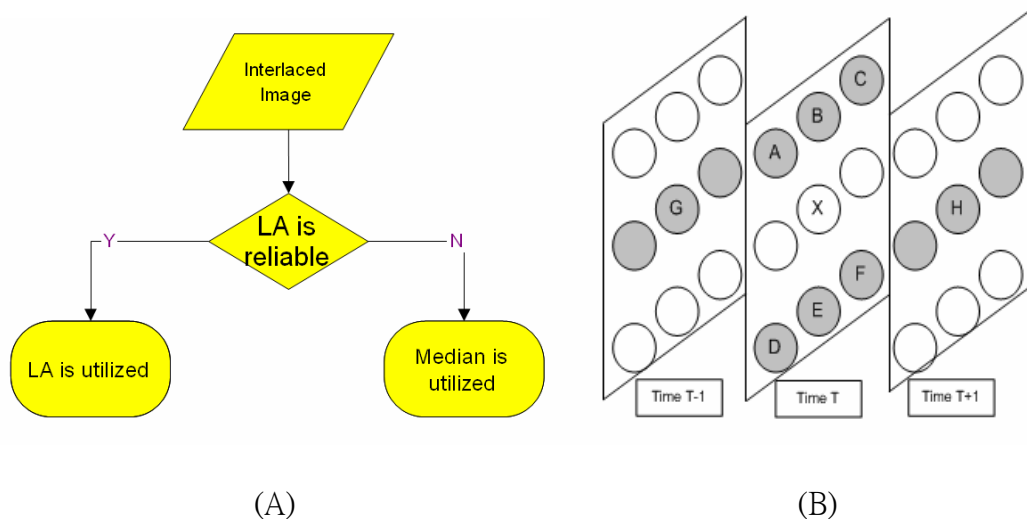 Interlaced
Image
LA is
reliable
Y
N
LA is utilized
Median is
utilized
C
B
A
G
X
H
F
E
D
Time T-1
Time T
Time T+1
(A)
(B)